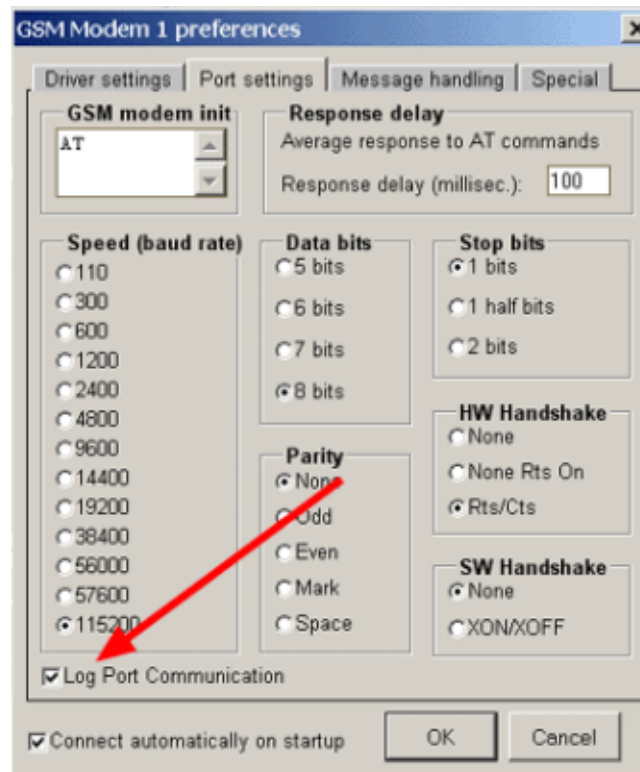 GSM Modem 1 preferences
Driver settings
Port settings
Message handling
Special
GSM modem init
AT
Response delay
Average response to AT commands
Response delay (millisec.):
100
Speed (baud rate)
110
300
600
1200
2400
4800
9600
14400
19200
38400
56000
57600
115200
Data bits
5 bits
6 bits
7 bits
8 bits
Parity
None
Odd
Even
Mark
Space
Stop bits
1 bits
1 half bits
2 bits
HW Handshake
None
None Rts On
Rts/Cts
SW Handshake
None
XON/XOFF
Log Port Communication
Connect automatically on startup
OK
Cancel